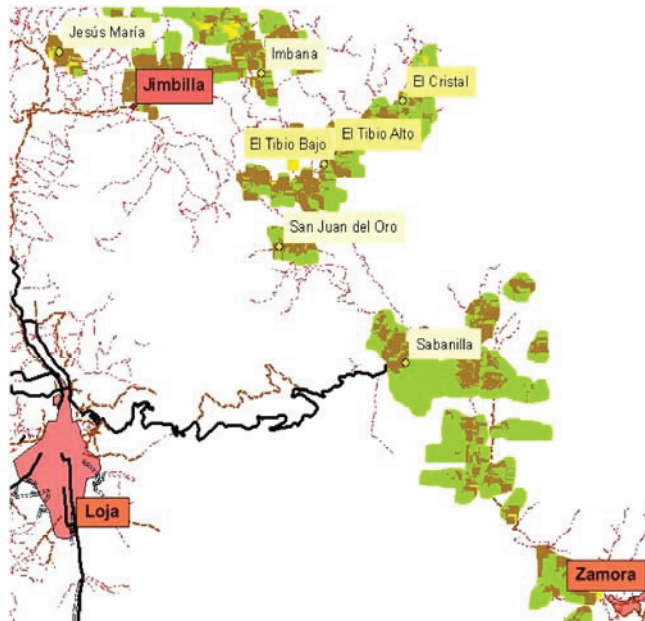 Jesús María
Imbana
Jimbilla
El Cristal
El Tibio Bajo
El Tibio Alto
San Juan del Oro
Sabanilla
Loja
Zamora